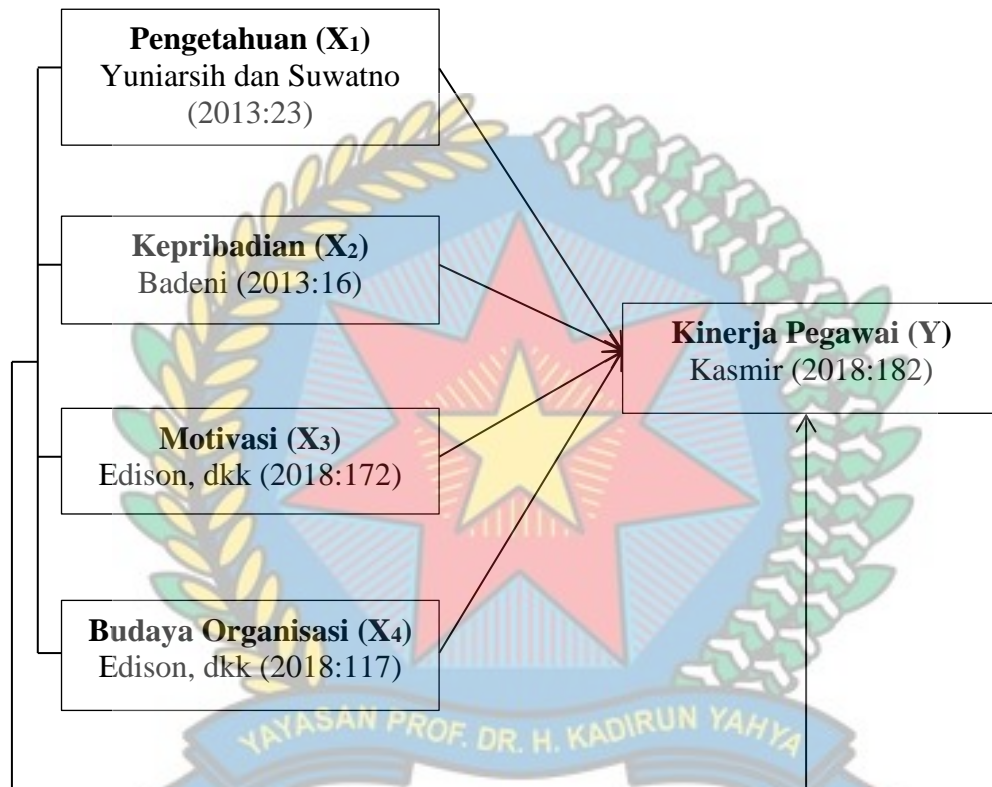 Pengetahuan (X₁)
Yuniarsih dan Suwatno
(2013:23)
Kepribadian (X₂)
Badeni (2013:16)
Kinerja Pegawai (Y)
Kasmir (2018:182)
Motivasi (X₃)
Edison, dkk (2018:172)
Budaya Organisasi (X₄)
Edison, dkk (2018:117)
YAYASAN PROF. DR. H. KADIRUN YAHYA